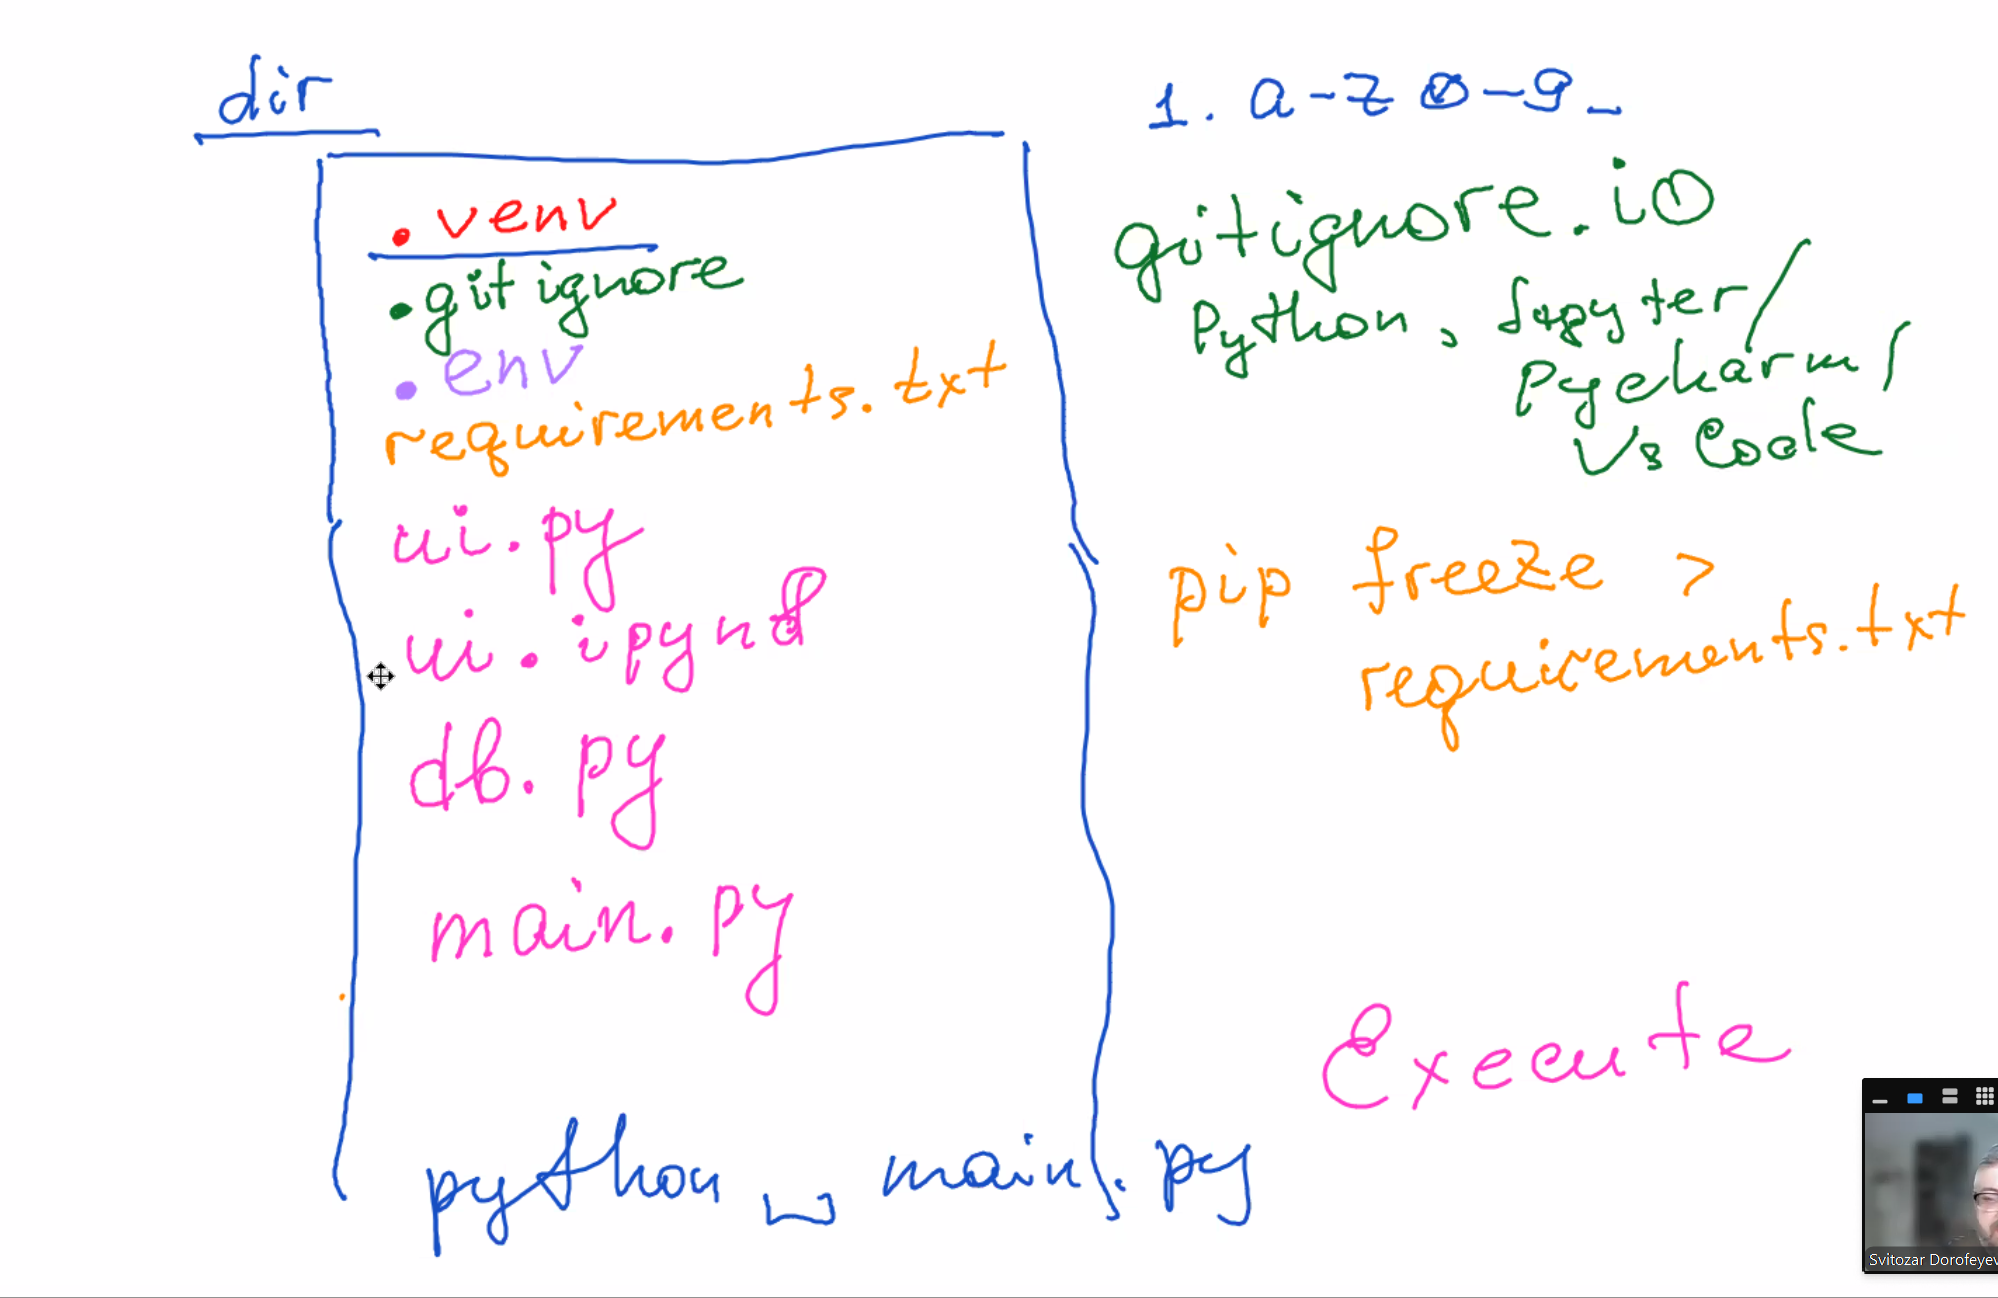 dir
.venv
.gitignore
.env
requirements.txt
ui.py
ui.ipynb
db.py
main.py
python ␣ main.py
1. a-z 0-9_
gitignore.io
Python, Jupyter/
Pycharm/
Vs Code
pip freeze >
requirements.txt
Execute
Svitozar Dorofeyev